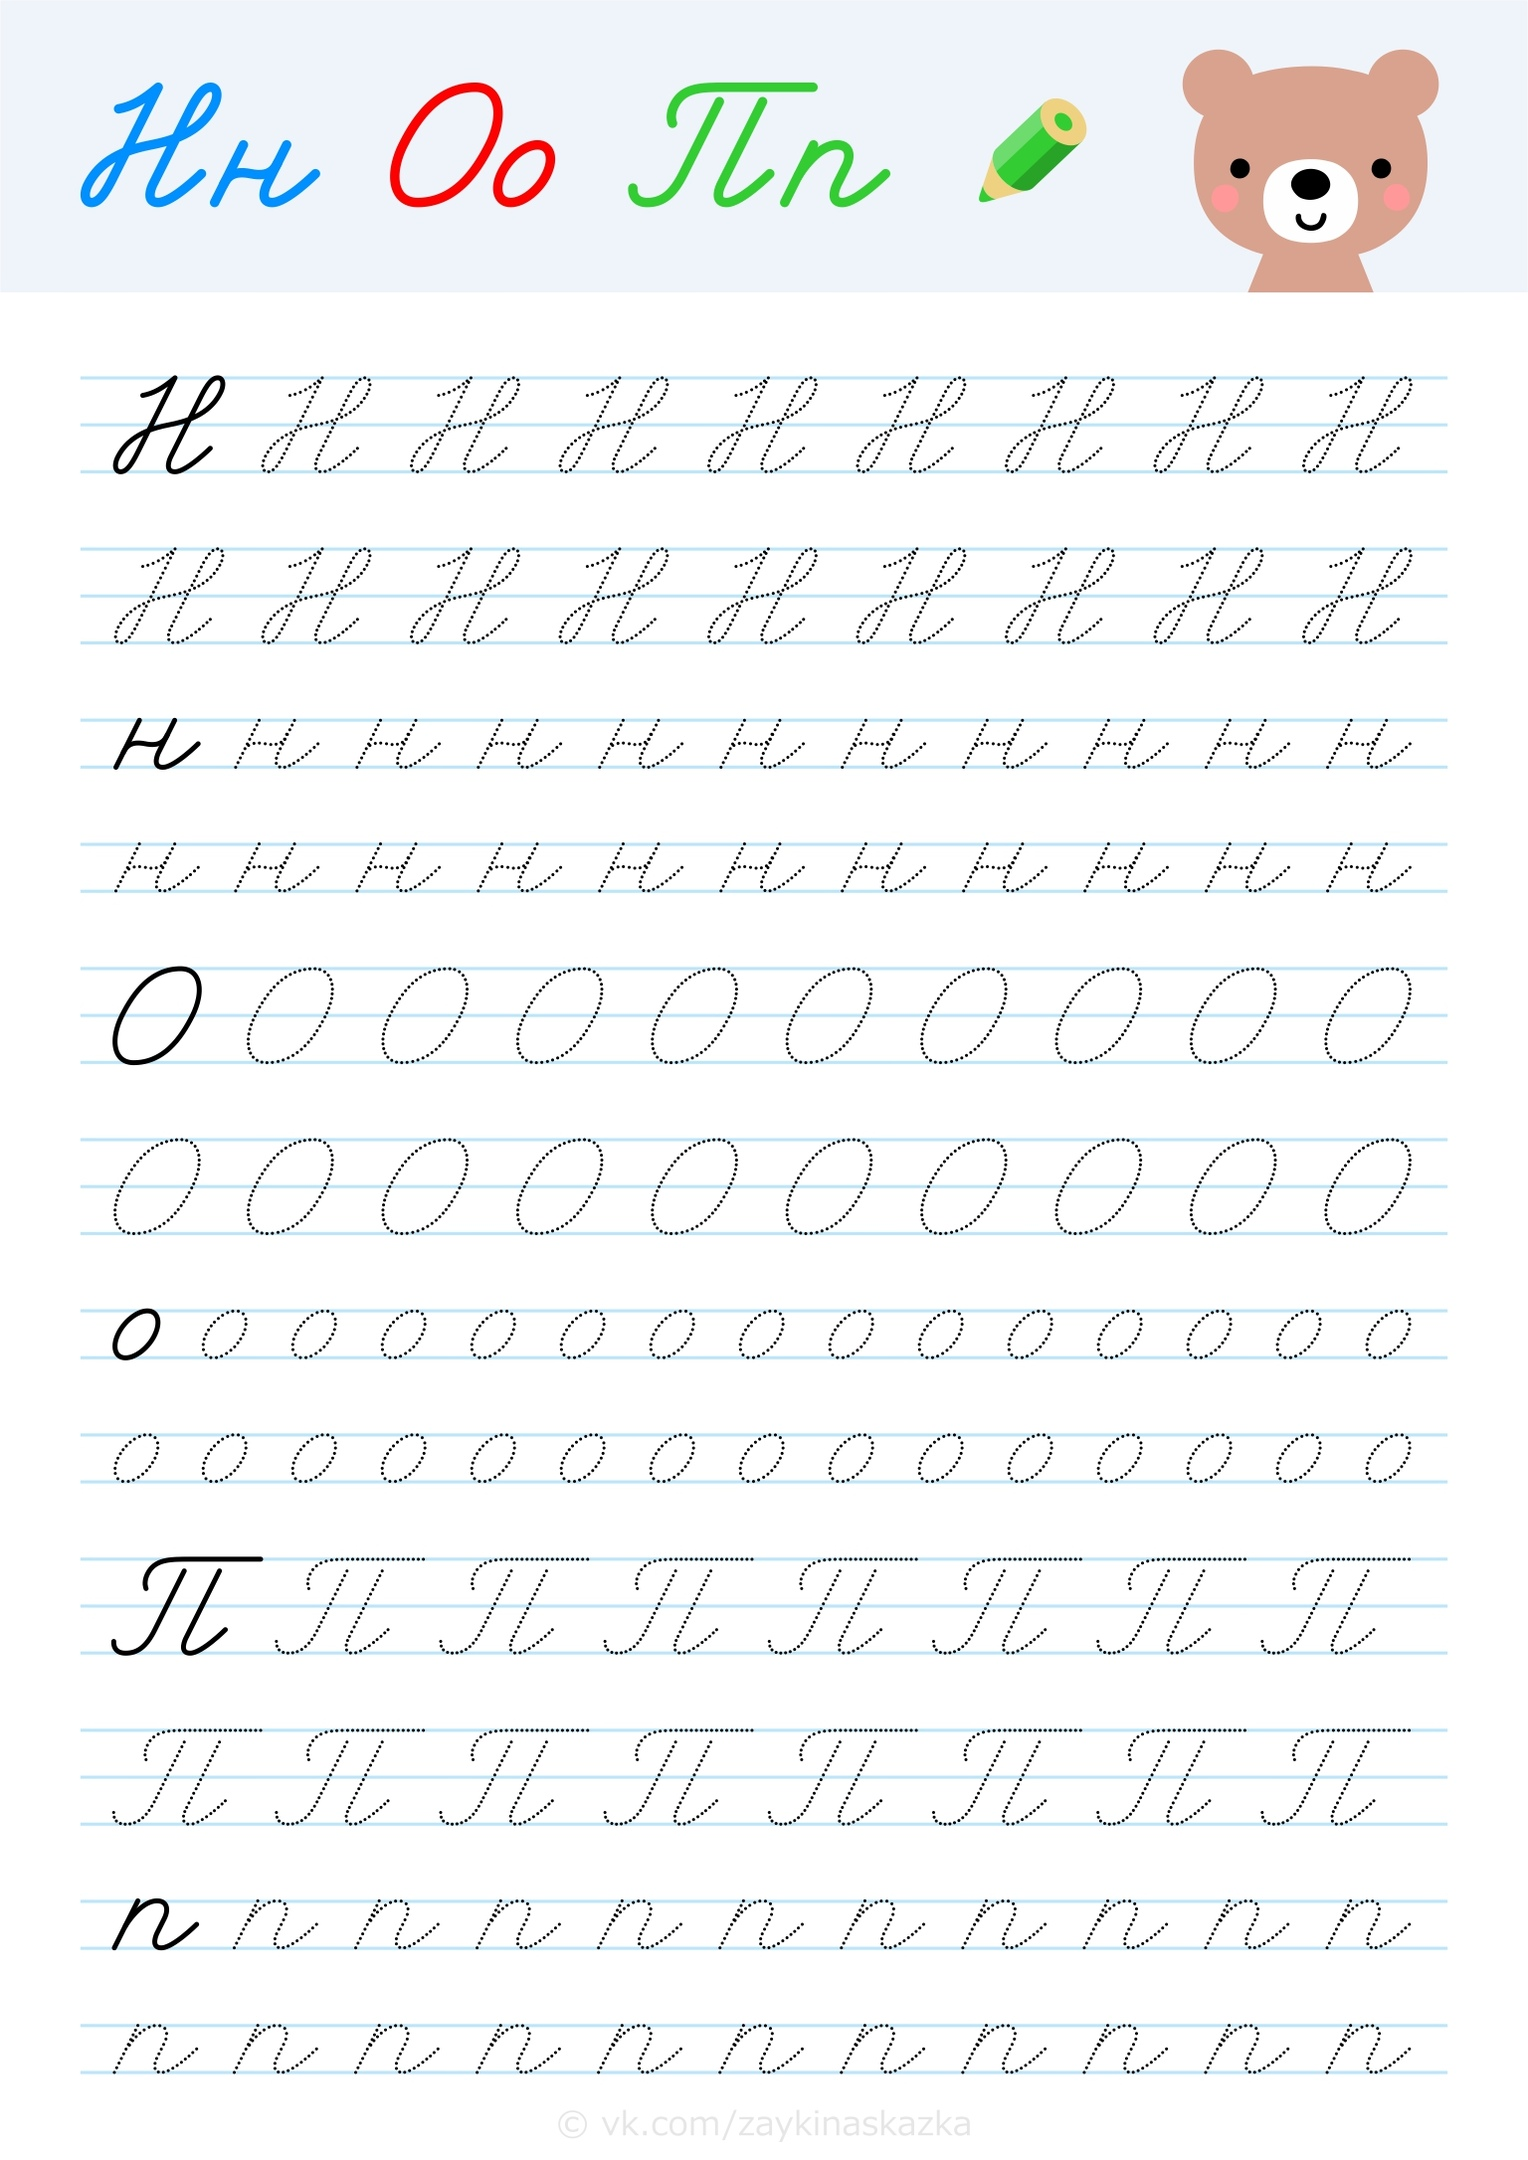 Нн Оо Пп
Н Н Н Н Н Н Н Н Н
Н Н Н Н Н Н Н Н Н
н н н н н н н н н н н
н н н н н н н н н н н
О О О О О О О О О О
О О О О О О О О О О
о о о о о о о о о о о о о о о
о о о о о о о о о о о о о о о
П П П П П П П П
П П П П П П П П
п п п п п п п п п п п
п п п п п п п п п п п
© vk.com/zaykinaskazka